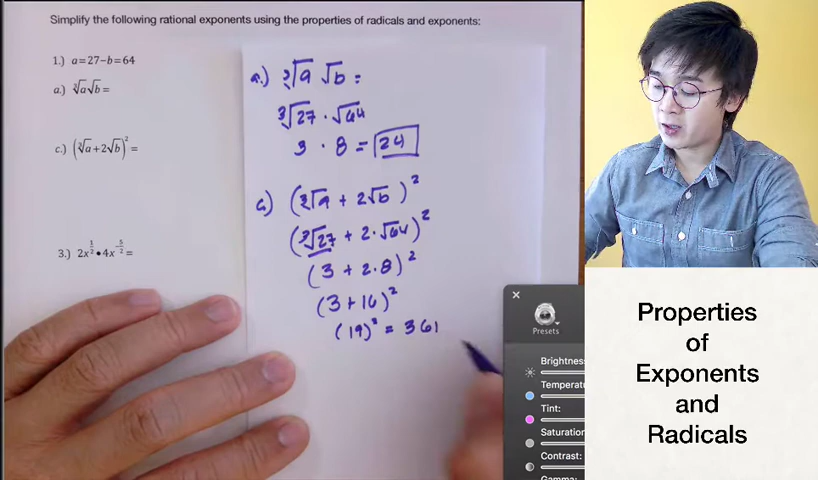 Simplify the following rational exponents using the properties of radicals and exponents:
1.) a=27-b=64
a.) ∛a√b =
c.) (∛a+2√b)² =
3.) 2x^(1/2)•4x^(-5/2) =
a.) ∛a √b =
∛27 · √64
3 · 8 = 24
c) (∛a + 2√b)²
(∛27 + 2·√64)²
(3 + 2·8)²
(3+16)²
(19)² = 361
Presets
Brightness
Temperatu
Tint:
Saturation
Contrast:
Gamma:
Properties
of
Exponents
and
Radicals